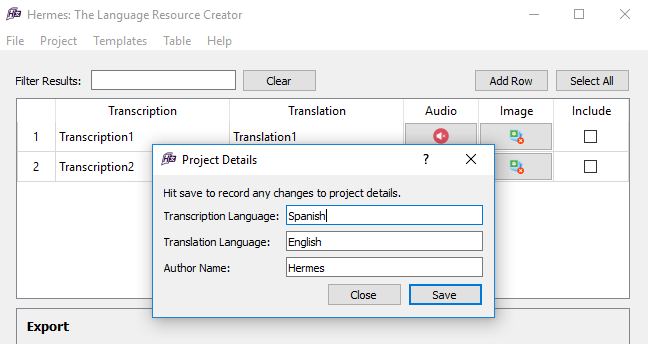 Hermes: The Language Resource Creator
File Project Templates Table Help
Filter Results: Clear Add Row Select All
Transcription Translation Audio Image Include
1 Transcription1 Translation1
2 Transcription2
Project Details ?
Hit save to record any changes to project details.
Transcription Language: Spanish
Translation Language: English
Author Name: Hermes
Close Save
Export